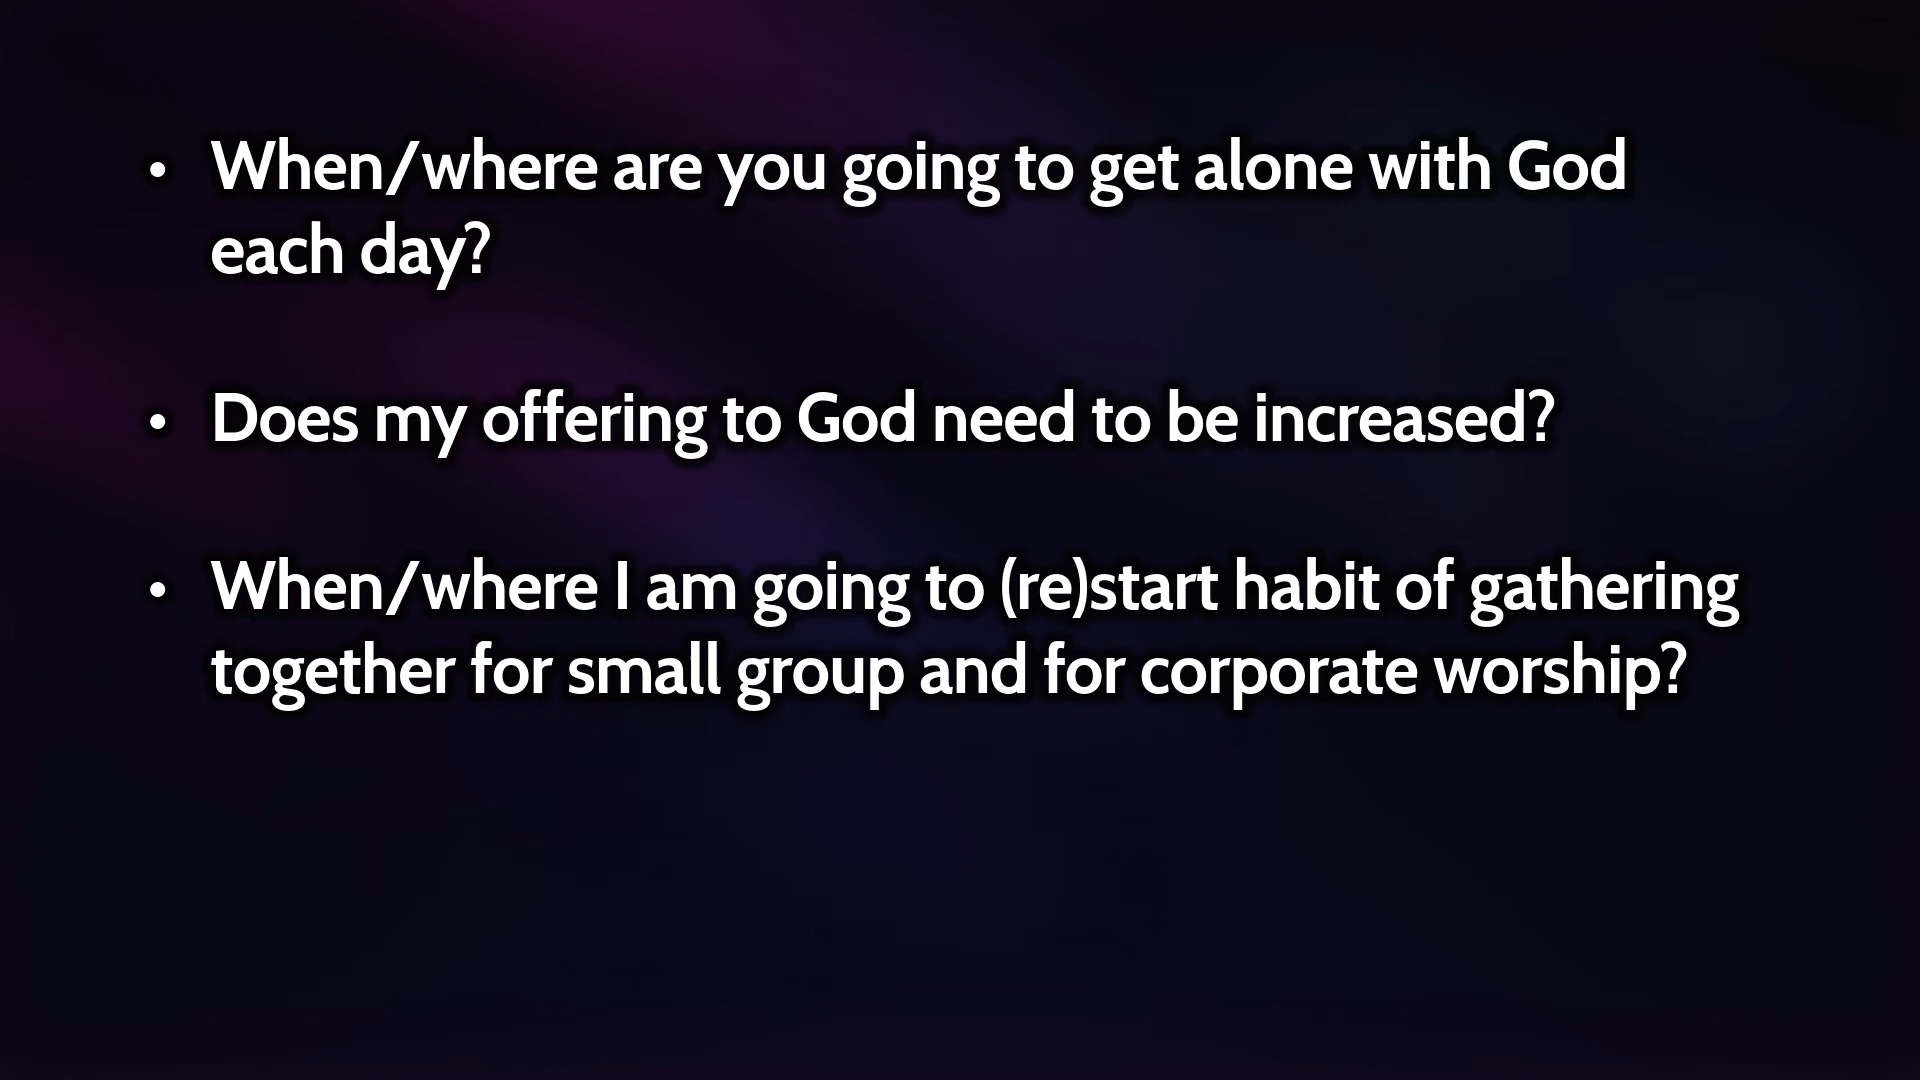 • When/where are you going to get alone with God
each day?
• Does my offering to God need to be increased?
• When/where I am going to (re)start habit of gathering
together for small group and for corporate worship?